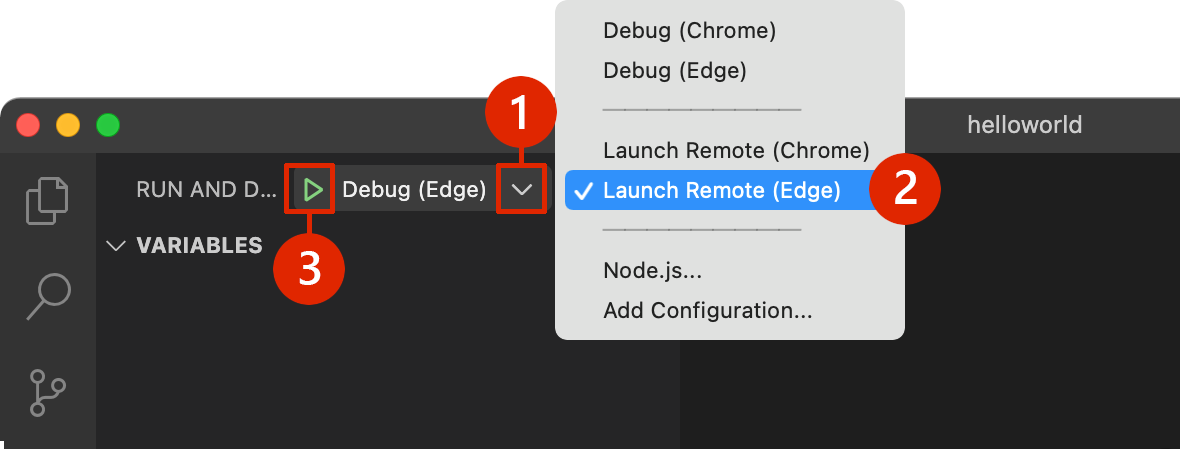 Debug (Chrome)
Debug (Edge)
Launch Remote (Chrome)
Launch Remote (Edge)
Node.js...
Add Configuration...
1
2
3
helloworld
RUN AND D...
Debug (Edge)
VARIABLES